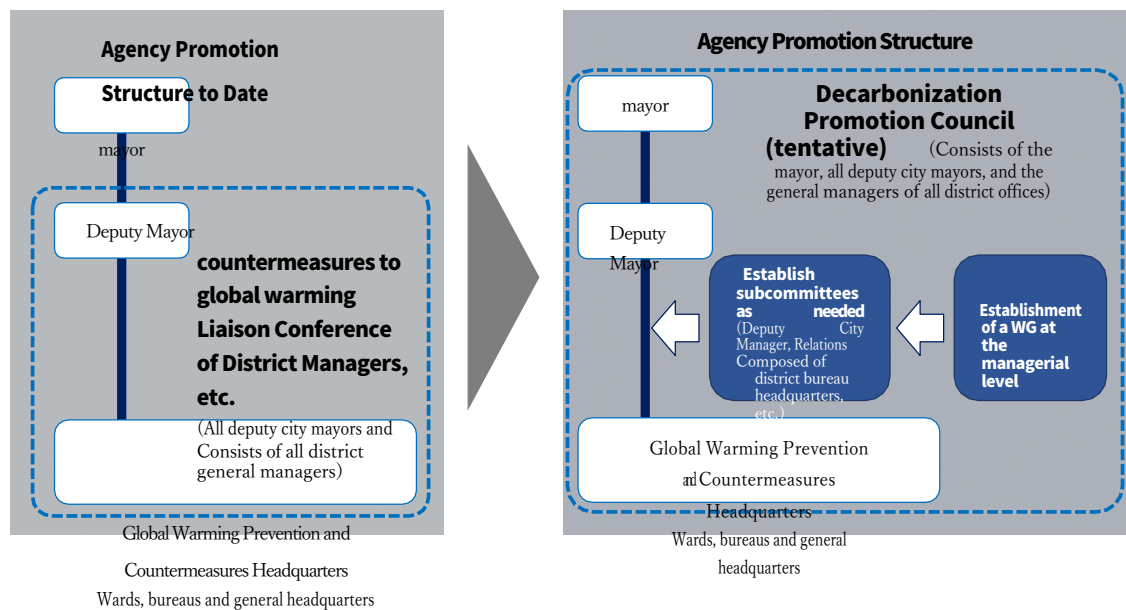 Agency Promotion
Structure to Date
mayor
Deputy Mayor
countermeasures to
global warming
Liaison Conference
of District Managers,
etc.
(All deputy city mayors and
Consists of all district
general managers)
Global Warming Prevention and
Countermeasures Headquarters
Wards, bureaus and general headquarters
Agency Promotion Structure
mayor
Decarbonization
Promotion Council
(tentative) (Consists of the
mayor, all deputy city mayors, and the
general managers of all district offices)
Deputy
Mayor
Establish
subcommittees
as needed
(Deputy City
Manager, Relations
Composed of
district bureau
headquarters,
etc.)
Establishment
of a WG at
the
managerial
level
Global Warming Prevention
and Countermeasures
Headquarters
Wards, bureaus and general
headquarters